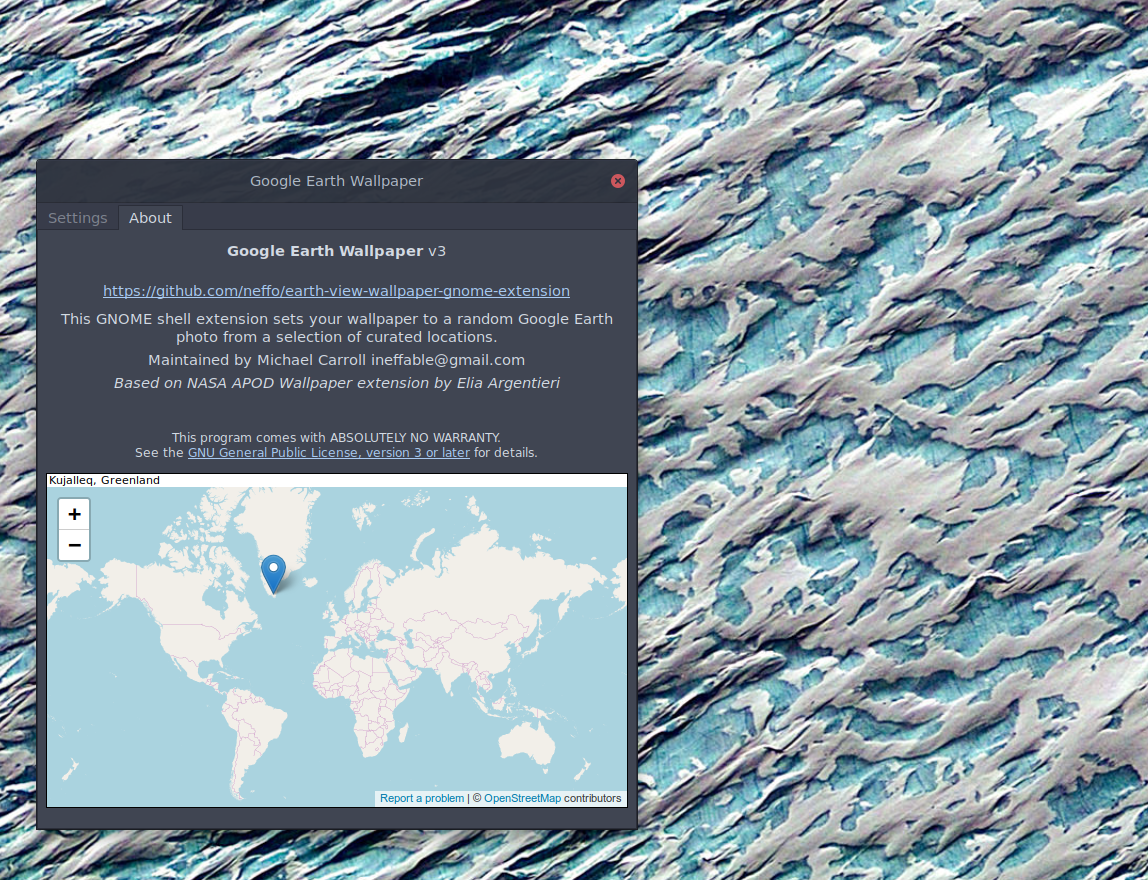 Google Earth Wallpaper
Settings About
Google Earth Wallpaper v3
https://github.com/neffo/earth-view-wallpaper-gnome-extension
This GNOME shell extension sets your wallpaper to a random Google Earth
photo from a selection of curated locations.
Maintained by Michael Carroll ineffable@gmail.com
Based on NASA APOD Wallpaper extension by Elia Argentieri
This program comes with ABSOLUTELY NO WARRANTY.
See the GNU General Public License, version 3 or later for details.
Kujalleq, Greenland
+
−
Report a problem | © OpenStreetMap contributors